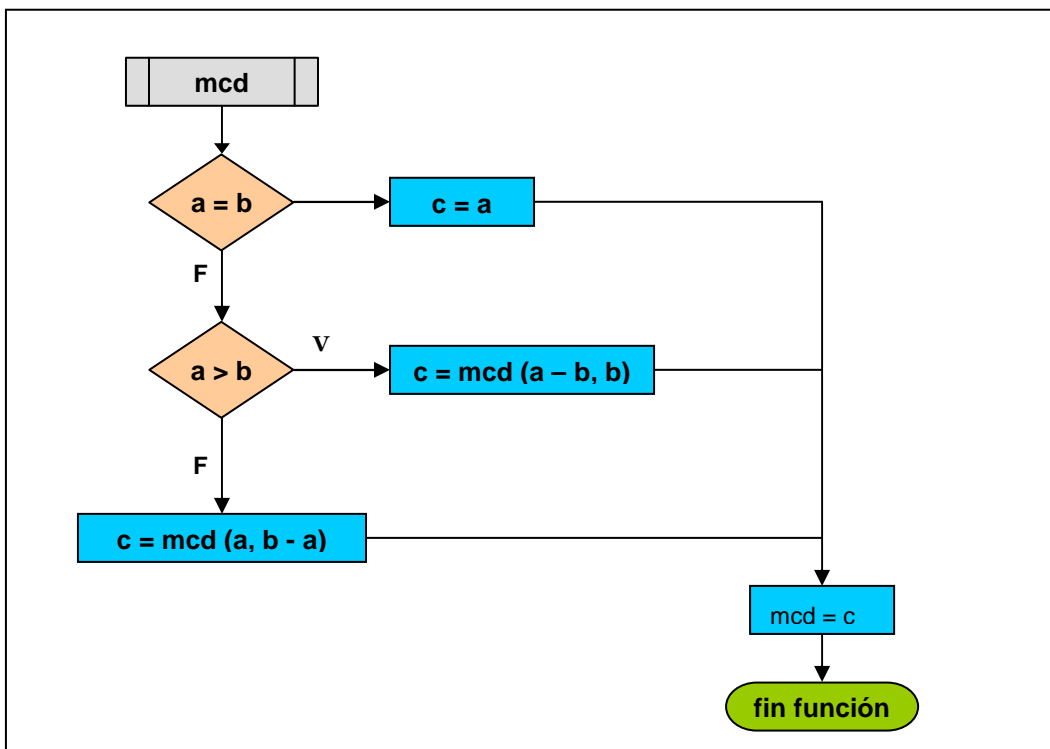 mcd
a = b
c = a
F
a > b
V
c = mcd (a – b, b)
F
c = mcd (a, b - a)
mcd = c
fin función